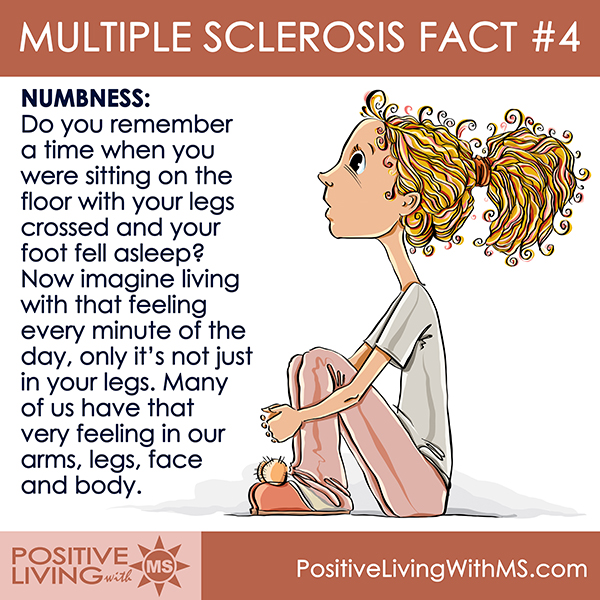 MULTIPLE SCLEROSIS FACT #4
NUMBNESS:
Do you remember
a time when you
were sitting on the
floor with your legs
crossed and your
foot fell asleep?
Now imagine living
with that feeling
every minute of the
day, only it's not just
in your legs. Many
of us have that
very feeling in our
arms, legs, face
and body.
POSITIVE
LIVING with MS
PositiveLivingWithMS.com